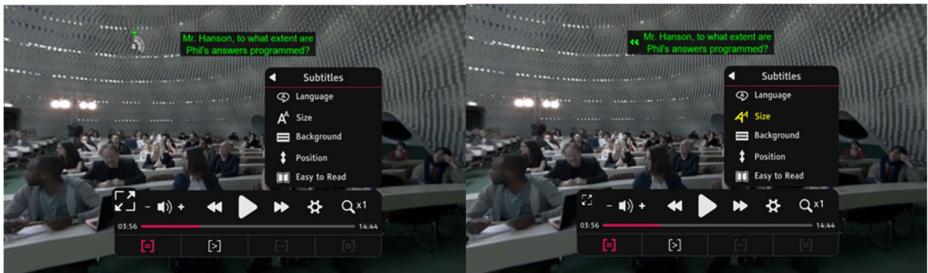 Mr. Hanson, to what extent are
Phil's answers programmed?
Subtitles
Language
Size
Background
Position
Easy to Read
x1
03:56
14:44
[=]
[>]
[··]
[o]
Mr. Hanson, to what extent are
Phil's answers programmed?
Subtitles
Language
Size
Background
Position
Easy to Read
x1
03:56
14:44
[=]
[>]
[··]
[o]